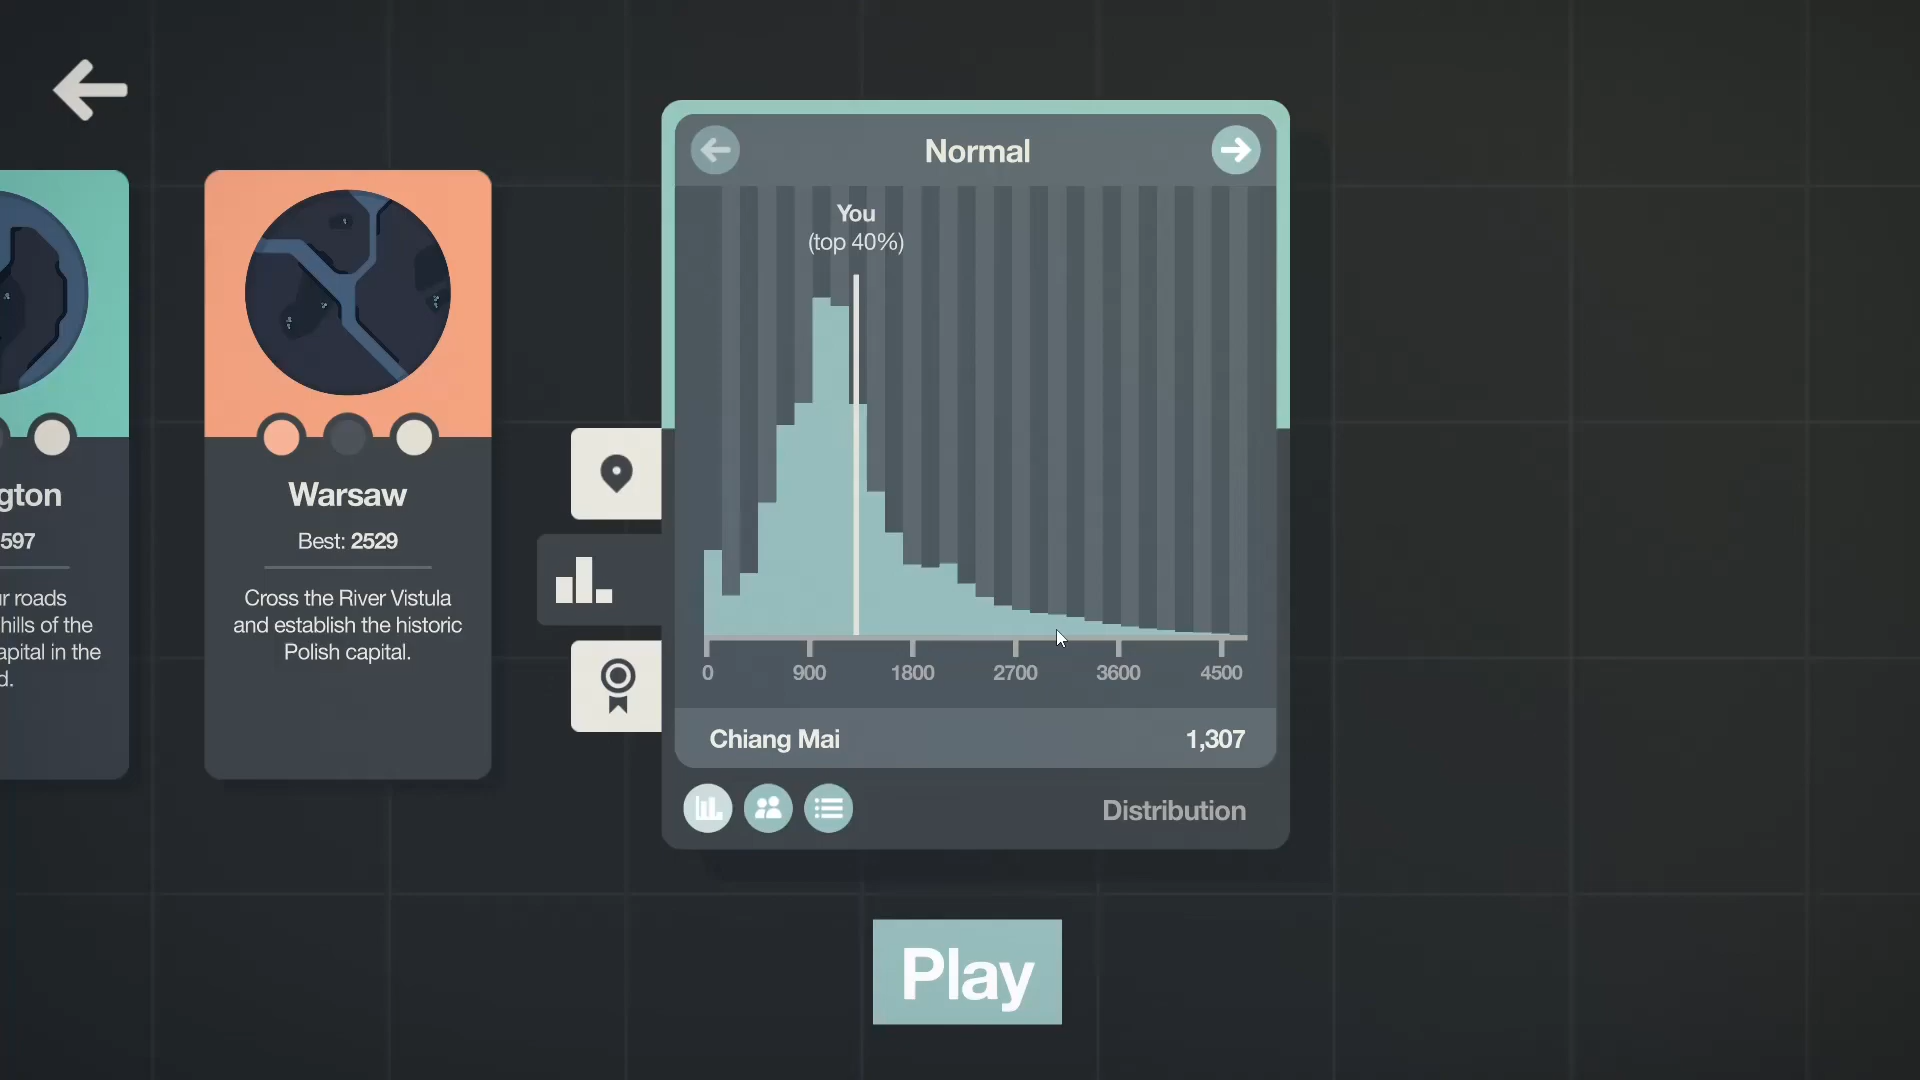 gton
597
r roads
hills of the
apital in the
d.
Warsaw
Best: 2529
Cross the River Vistula
and establish the historic
Polish capital.
Normal
You
(top 40%)
0 900 1800 2700 3600 4500
Chiang Mai 1,307
Distribution
Play